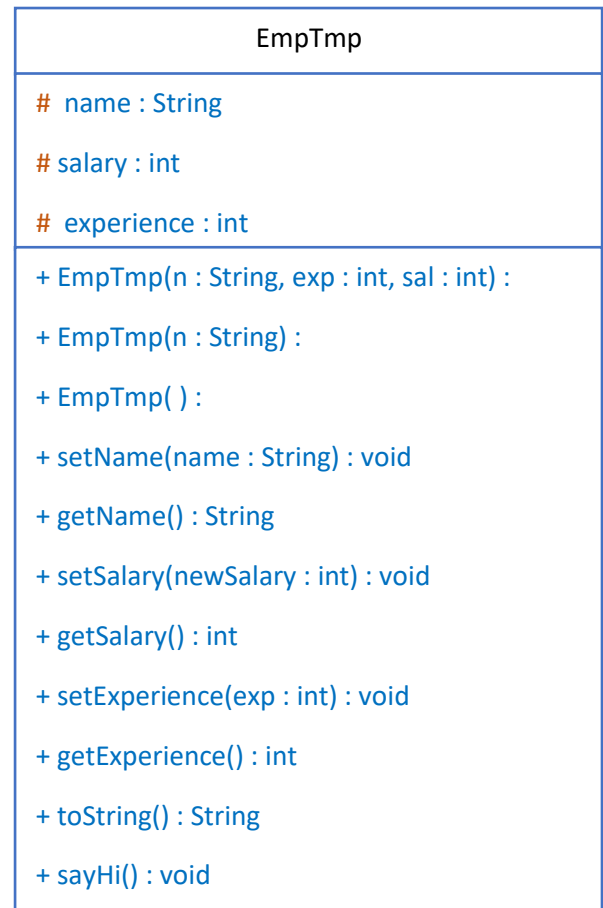 EmpTmp
# name : String
# salary : int
# experience : int
+ EmpTmp(n : String, exp : int, sal : int) :
+ EmpTmp(n : String) :
+ EmpTmp( ) :
+ setName(name : String) : void
+ getName() : String
+ setSalary(newSalary : int) : void
+ getSalary() : int
+ setExperience(exp : int) : void
+ getExperience() : int
+ toString() : String
+ sayHi() : void